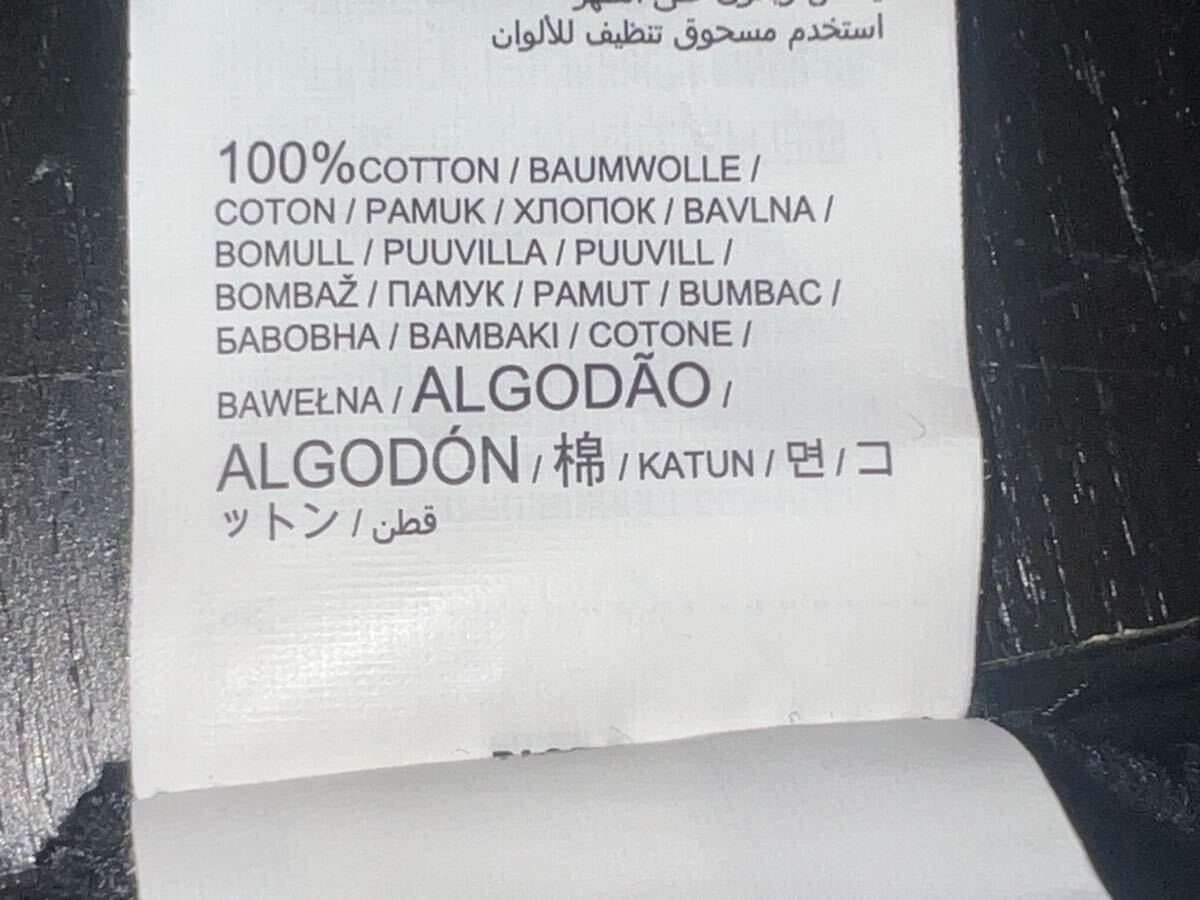 استخدم مسحوق تنظيف للألوان
100%COTTON / BAUMWOLLE /
COTON / PAMUK / ХЛОПОК / BAVLNA /
BOMULL / PUUVILLA / PUUVILL /
BOMBAŽ / ПАМУК / PAMUT / BUMBAC /
БАВОВНА / BAMBAKI / COTONE /
BAWEŁNA / ALGODÃO /
ALGODÓN / 棉 / KATUN / 면 / コ
ットン / قطن